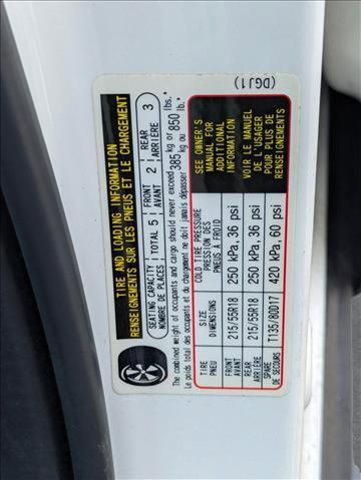 TIRE AND LOADING INFORMATION
RENSEIGNEMENTS SUR LES PNEUS ET LE CHARGEMENT
SEATING CAPACITY
NOMBRE DE PLACES
TOTAL 5
FRONT
AVANT
2
REAR
ARRIÈRE
3
The combined weight of occupants and cargo should never exceed 385 kg or 850 lbs.
Le poids total des occupants et du chargement ne doit jamais dépasser 385 kg ou 850 lb.
TIRE
PNEU
SIZE
DIMENSIONS
COLD TIRE PRESSURE
PRESSION DES
PNEUS À FROID
FRONT
AVANT
215/55R18
250 kPa, 36 psi
REAR
ARRIÈRE
215/55R18
250 kPa, 36 psi
SPARE
DE SECOURS
T135/80D17
420 kPa, 60 psi
SEE OWNER'S
MANUAL FOR
ADDITIONAL
INFORMATION
VOIR LE MANUEL
DE L'USAGER
POUR PLUS DE
RENSEIGNEMENTS
(DGJ1)